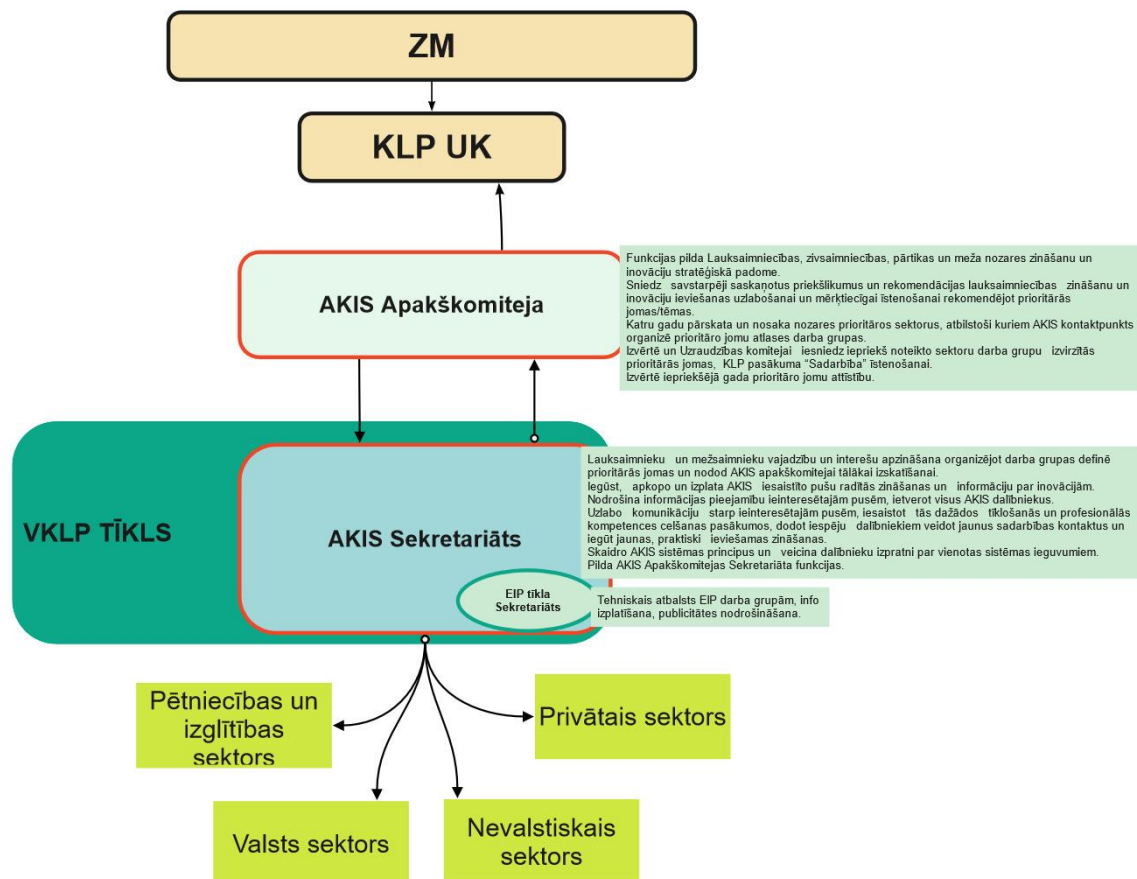 ZM
KLP UK
AKIS Apakškomiteja
Funkcijas pilda Lauksaimniecības, zivsaimniecības, pārtikas un meža nozares zināšanu un
inovāciju stratēģiskā padome.
Sniedz savstarpēji saskaņotus priekšlikumus un rekomendācijas lauksaimniecības zināšanu un
inovāciju ieviešanas uzlabošanai un mērķtiecīgai īstenošanai rekomendējot prioritārās
jomas/tēmas.
Katru gadu pārskata un nosaka nozares prioritāros sektorus, atbilstoši kuriem AKIS kontaktpunkts
organizē prioritāro jomu atlases darba grupas.
Izvērtē un Uzraudzības komitejai iesniedz iepriekš noteikto sektoru darba grupu izvirzītās
prioritārās jomas, KLP pasākuma “Sadarbība” īstenošanai.
Izvērtē iepriekšējā gada prioritāro jomu attīstību.
VKLP TĪKLS
AKIS Sekretariāts
Lauksaimnieku un mežsaimnieku vajadzību un interešu apzināšana organizējot darba grupas definē
prioritārās jomas un nodod AKIS apakškomitejai tālākai izskatīšanai.
Iegūst, apkopo un izplata AKIS iesaistīto pušu radītās zināšanas un informāciju par inovācijām.
Nodrošina informācijas pieejamību ieinteresētajām pusēm, ietverot visus AKIS dalībniekus.
Uzlabo komunikāciju starp ieinteresētajām pusēm, iesaistot tās dažādos tīklošanās un profesionālās
kompetences celšanas pasākumos, dodot iespēju dalībniekiem veidot jaunus sadarbības kontaktus un
iegūt jaunas, praktiski ieviešamas zināšanas.
Skaidro AKIS sistēmas principus un veicina dalībnieku izpratni par vienotas sistēmas ieguvumiem.
Pilda AKIS Apakškomitejas Sekretariāta funkcijas.
EIP tīkla
Sekretariāts
Tehniskais atbalsts EIP darba grupām, info
izplatīšana, publicitātes nodrošināšana.
Pētniecības un
izglītības
sektors
Privātais sektors
Valsts sektors
Nevalstiskais
sektors